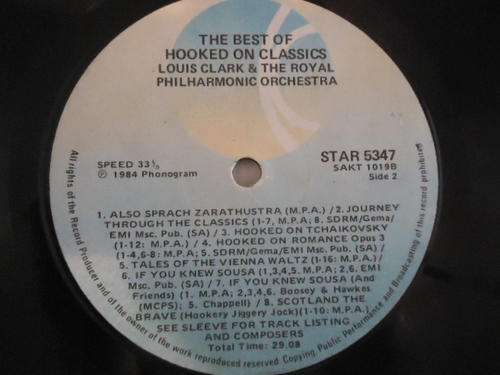 THE BEST OF
HOOKED ON CLASSICS
LOUIS CLARK & THE ROYAL
PHILHARMONIC ORCHESTRA
SPEED 33⅓
℗ 1984 Phonogram
STAR 5347
SAKT 1019B
Side 2
1. ALSO SPRACH ZARATHUSTRA (M.P.A.) / 2. JOURNEY
THROUGH THE CLASSICS (1-7, M.P.A; 8. SDRM/Gema/
EMI Msc. Pub. (SA) / 3. HOOKED ON TCHAIKOVSKY
(1-12: M.P.A.) / 4. HOOKED ON ROMANCE Opus 3
(1-4,6-8: M.P.A; 5. SDRM/Gema/EMI Msc. Pub. (SA) /
5. TALES OF THE VIENNA WALTZ (1-16: M.P.A.) /
6. IF YOU KNEW SOUSA (1,3,4,5 M.P.A; 2,6. EMI
Msc. Pub. (SA) / 7. IF YOU KNEW SOUSA (And
Friends) (1. M.P.A; 2,3,4,6. Boosey & Hawkes
(MCPS); 5. Chappell) / 8. SCOTLAND THE
BRAVE (Hookery Jiggery Jock)(1-10: M.P.A.)
SEE SLEEVE FOR TRACK LISTING
AND COMPOSERS
Total Time: 29.08
All rights of the Record Producer and of the owner of the work reproduced reserved Copying, Public Performance and Broadcasting of this record prohibited